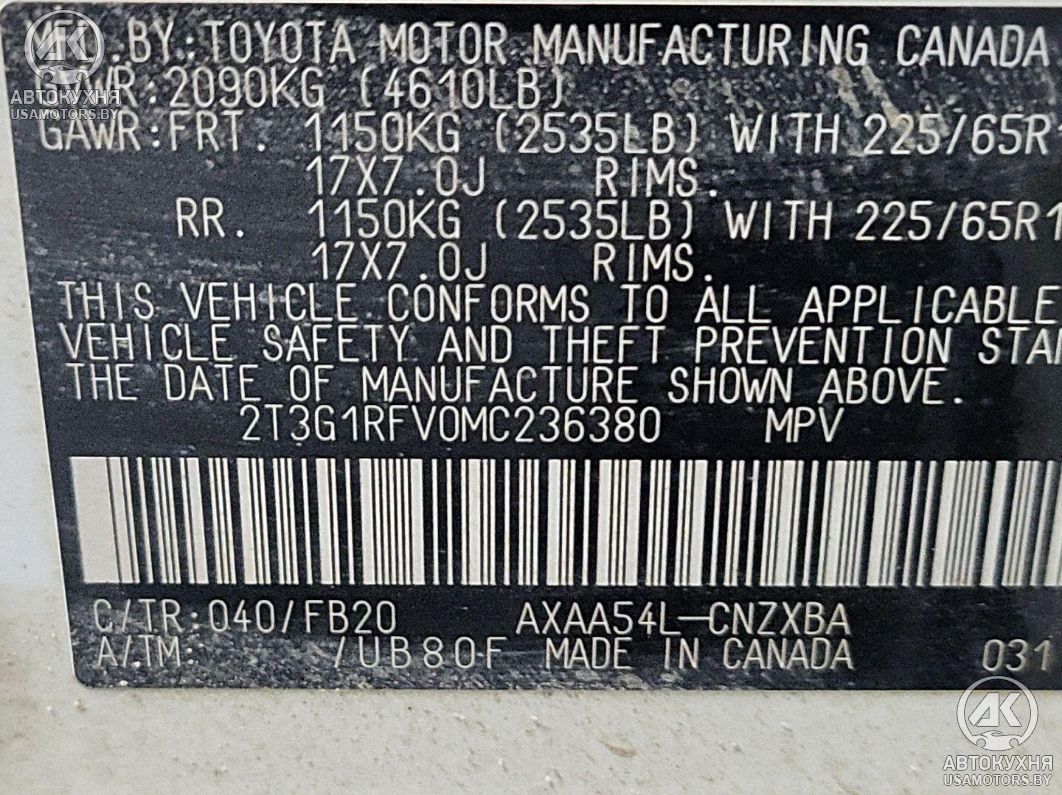 BY: TOYOTA MOTOR MANUFACTURING CANADA
R: 2090KG (4610LB)
АВТОКУХНЯ
USAMOTORS.BY
GAWR: FRT. 1150KG (2535LB) WITH 225/65R
17X7.0J RIMS.
RR. 1150KG (2535LB) WITH 225/65R1
17X7.0J RIMS.
THIS VEHICLE CONFORMS TO ALL APPLICABLE
VEHICLE SAFETY AND THEFT PREVENTION STAN
THE DATE OF MANUFACTURE SHOWN ABOVE.
2T3G1RFV0MC236380 MPV
C/TR: 040/FB20 AXAA54L-CNZXBA
A/TM: /UB80F MADE IN CANADA 031
АК
АВТОКУХНЯ
USAMOTORS.BY